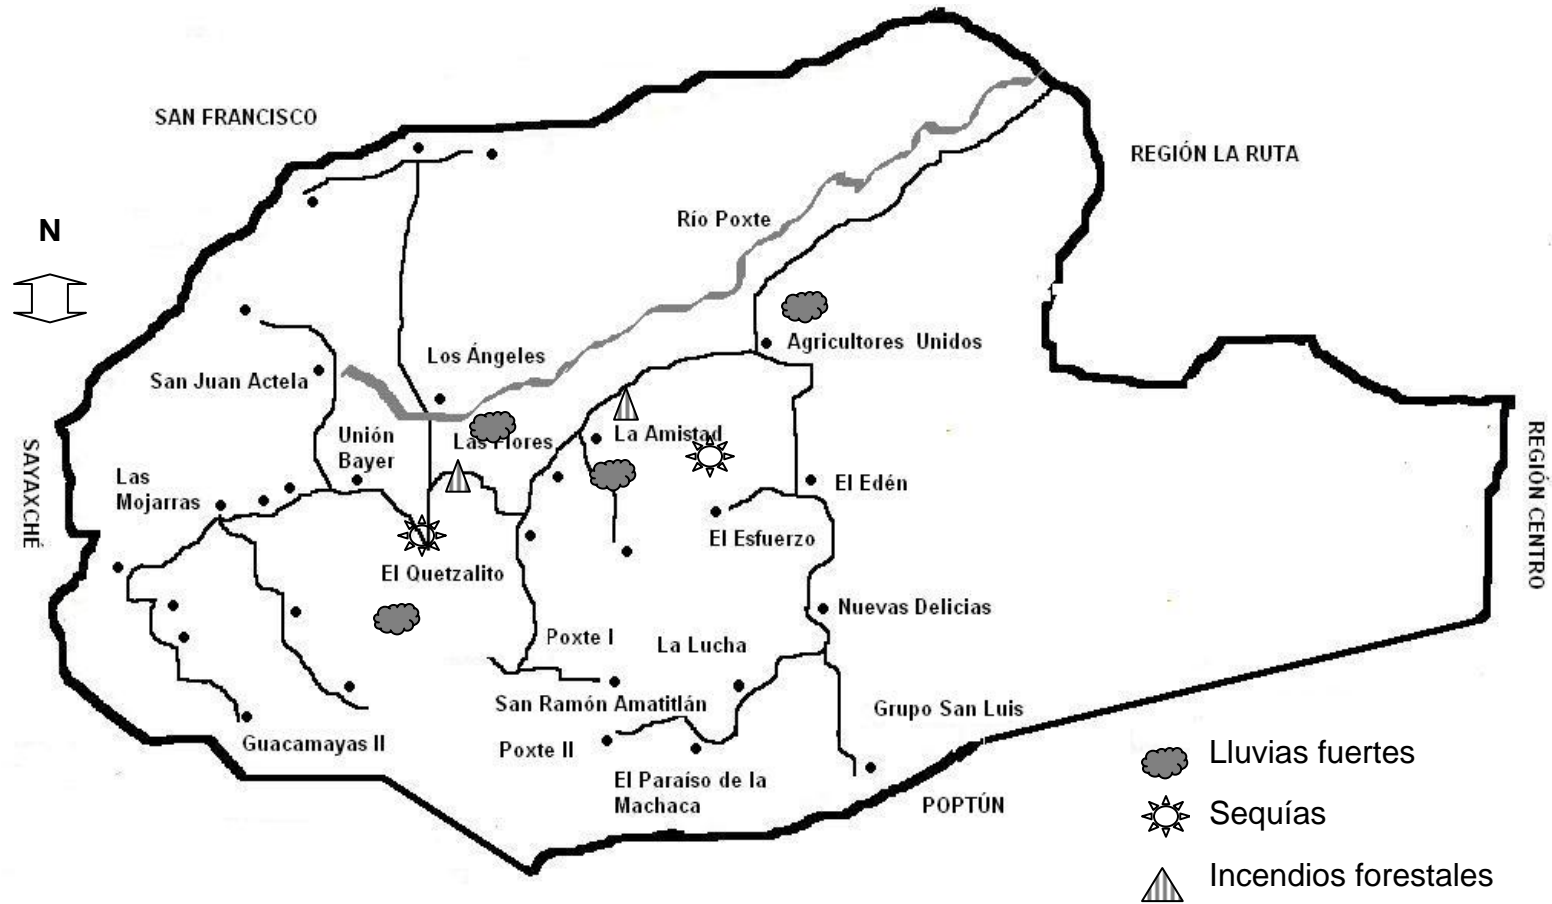 SAN FRANCISCO
REGIÓN LA RUTA
Río Poxte
N
Agricultores Unidos
Los Ángeles
San Juan Actela
Unión
Bayer
Las Flores
La Amistad
SAYAXCHÉ
REGIÓN CENTRO
Las
Mojarras
El Edén
El Esfuerzo
El Quetzalito
Nuevas Delicias
Poxte I
La Lucha
San Ramón Amatitlán
Grupo San Luis
Guacamayas II
Poxte II
El Paraíso de la
Machaca
POPTÚN
Lluvias fuertes
Sequías
Incendios forestales